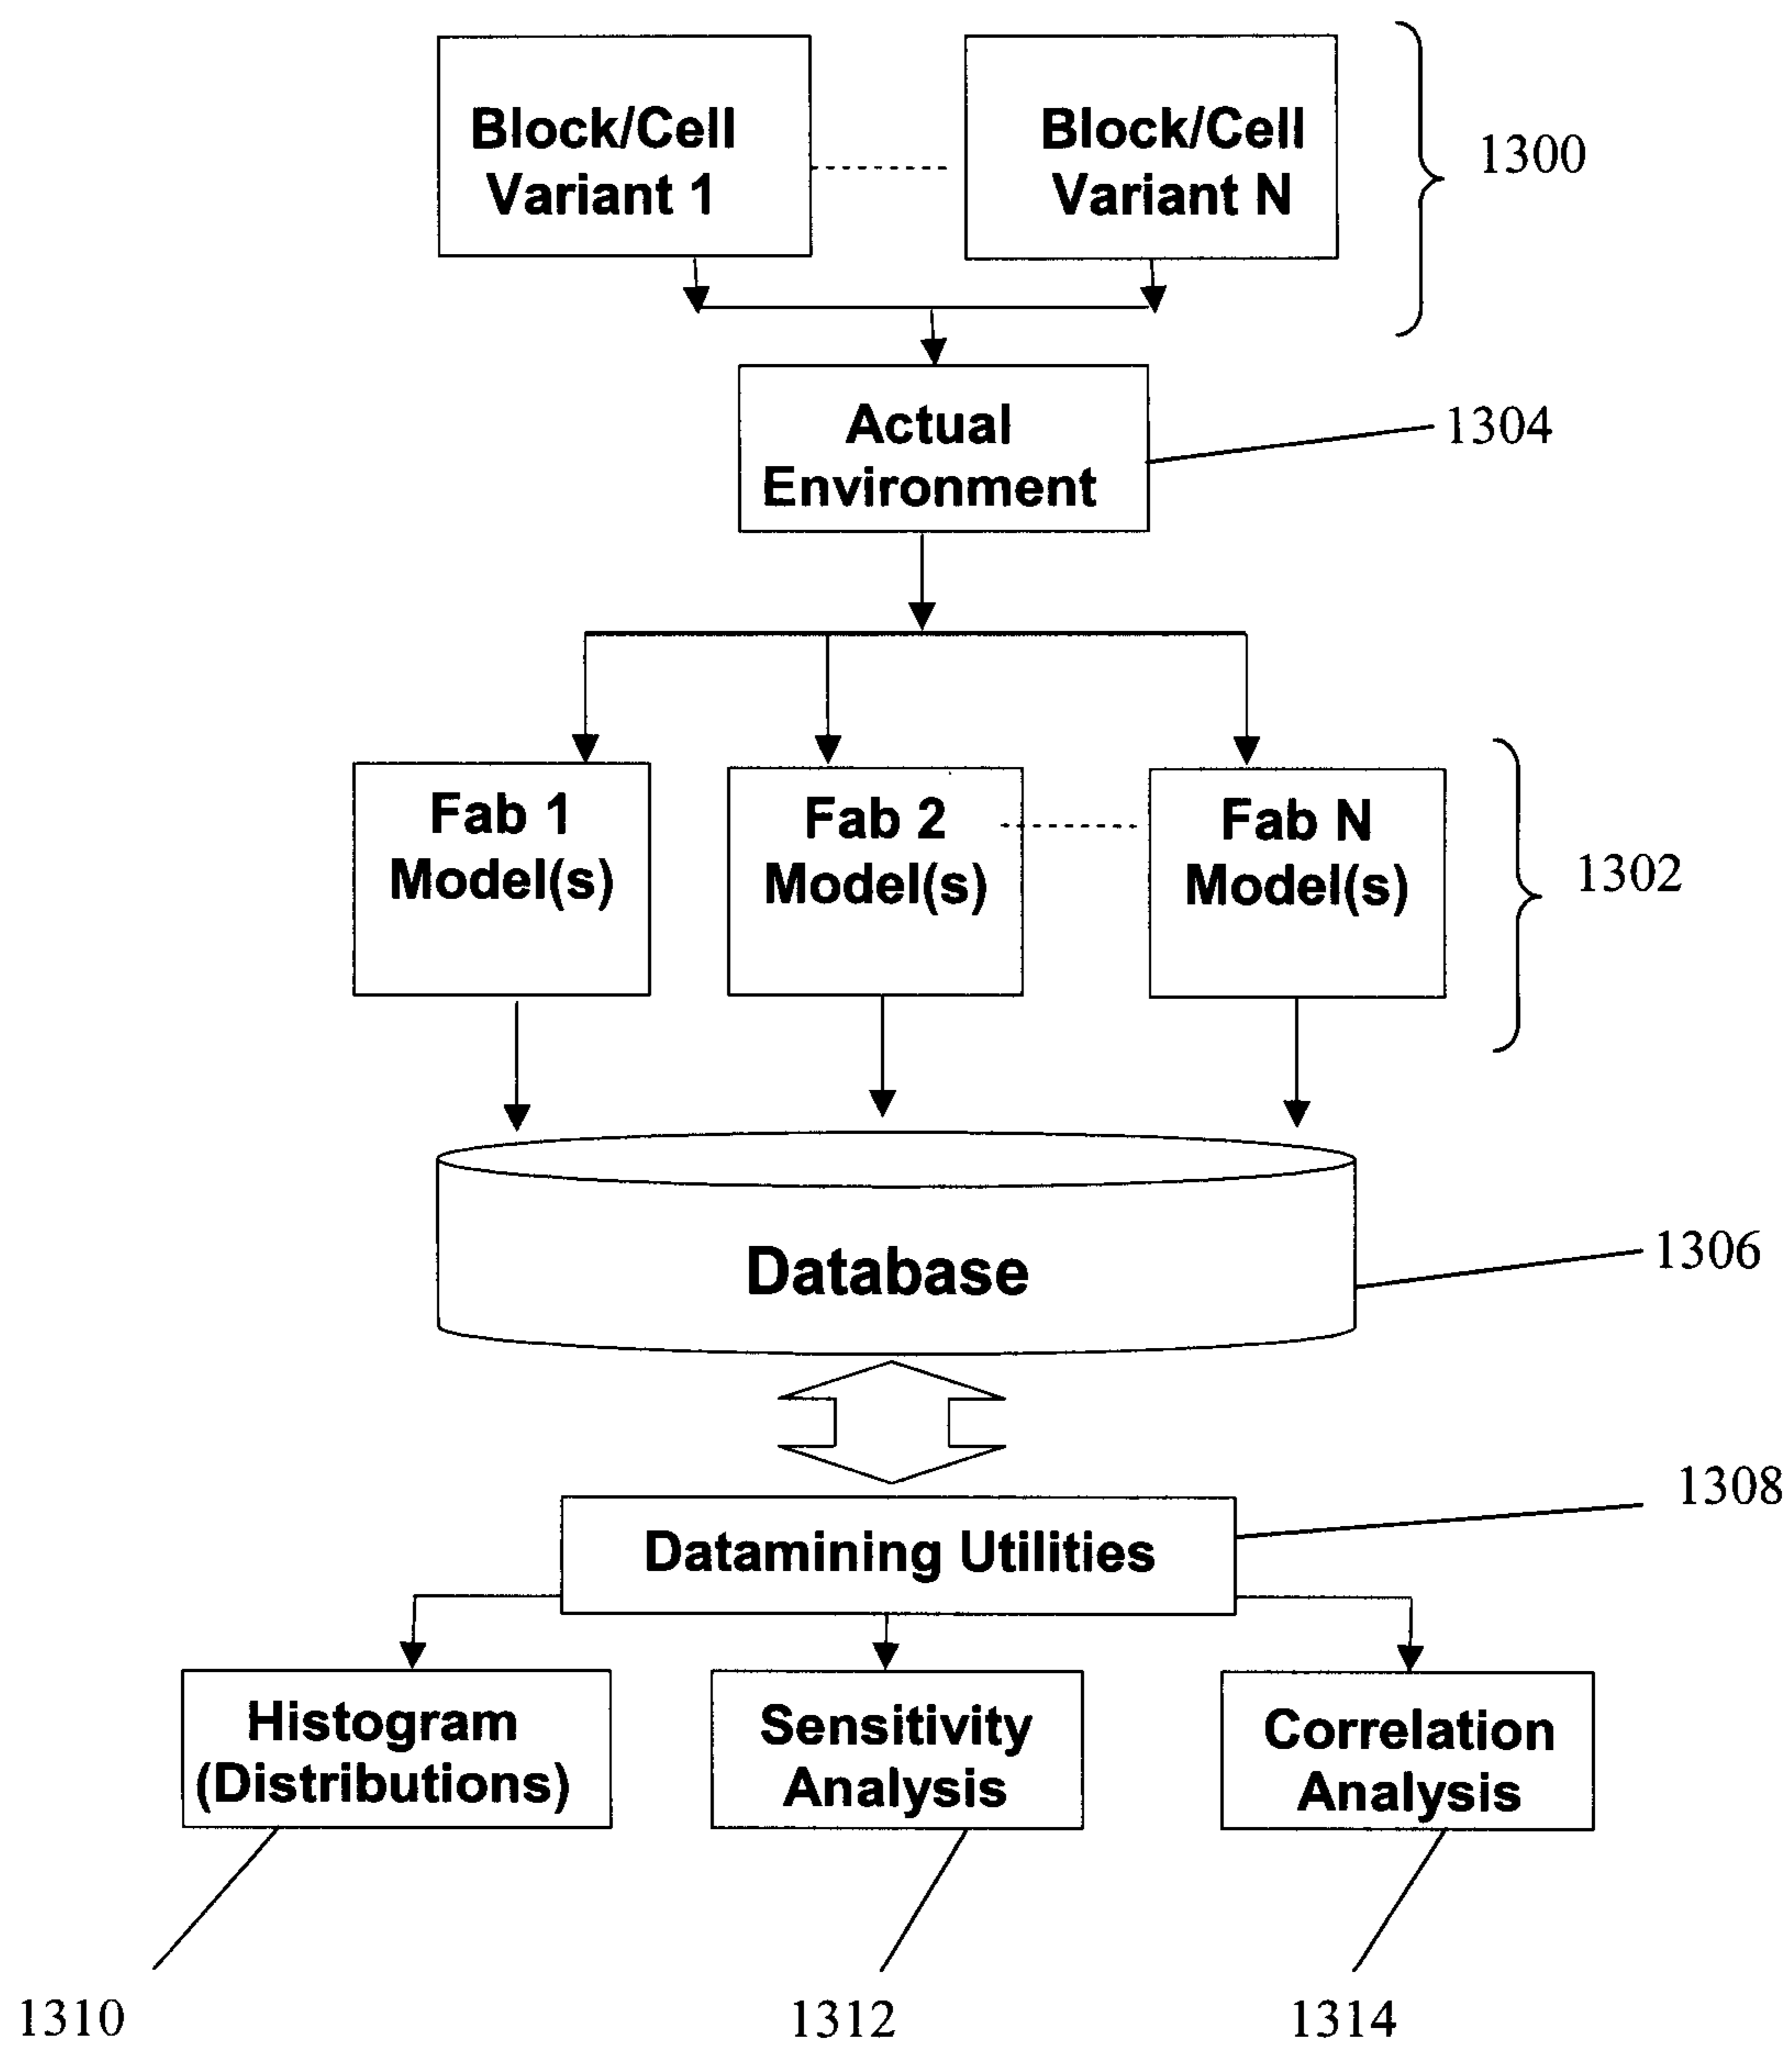 Block/Cell
Variant 1
Block/Cell
Variant N
1300
Actual
Environment
1304
Fab 1
Model(s)
Fab 2
Model(s)
Fab N
Model(s)
1302
Database
1306
Datamining Utilities
1308
Histogram
(Distributions)
Sensitivity
Analysis
Correlation
Analysis
1310
1312
1314